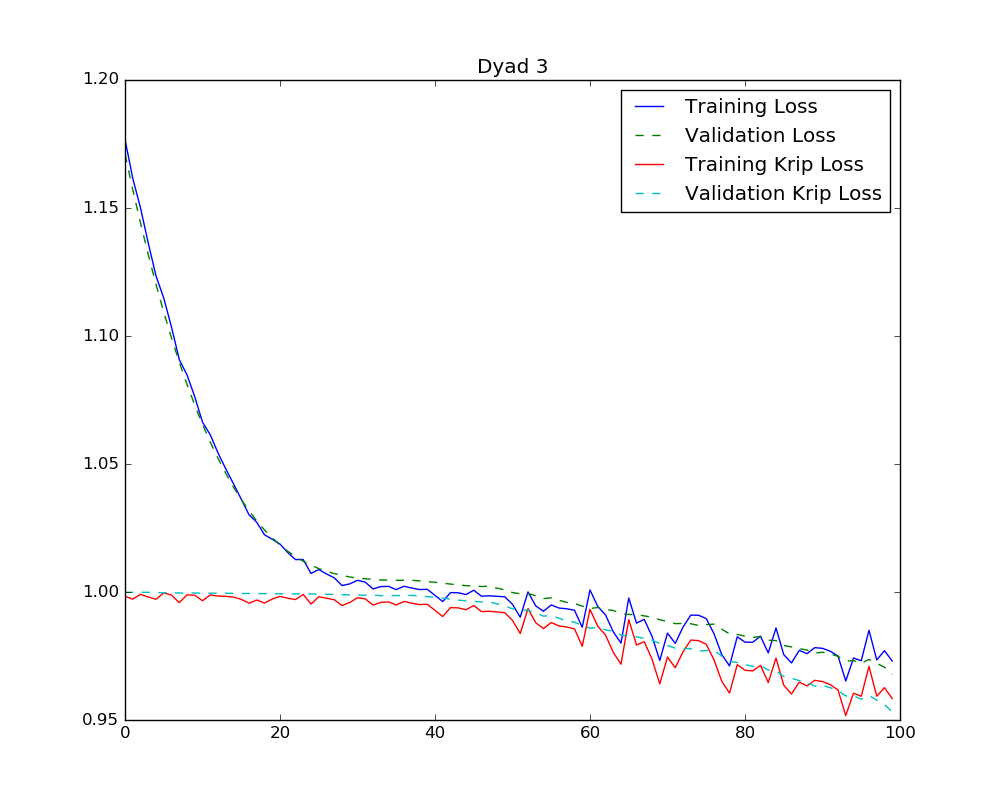 Dyad 3
1.20
1.15
1.10
1.05
1.00
0.95
0 20 40 60 80 100
Training Loss
Validation Loss
Training Krip Loss
Validation Krip Loss